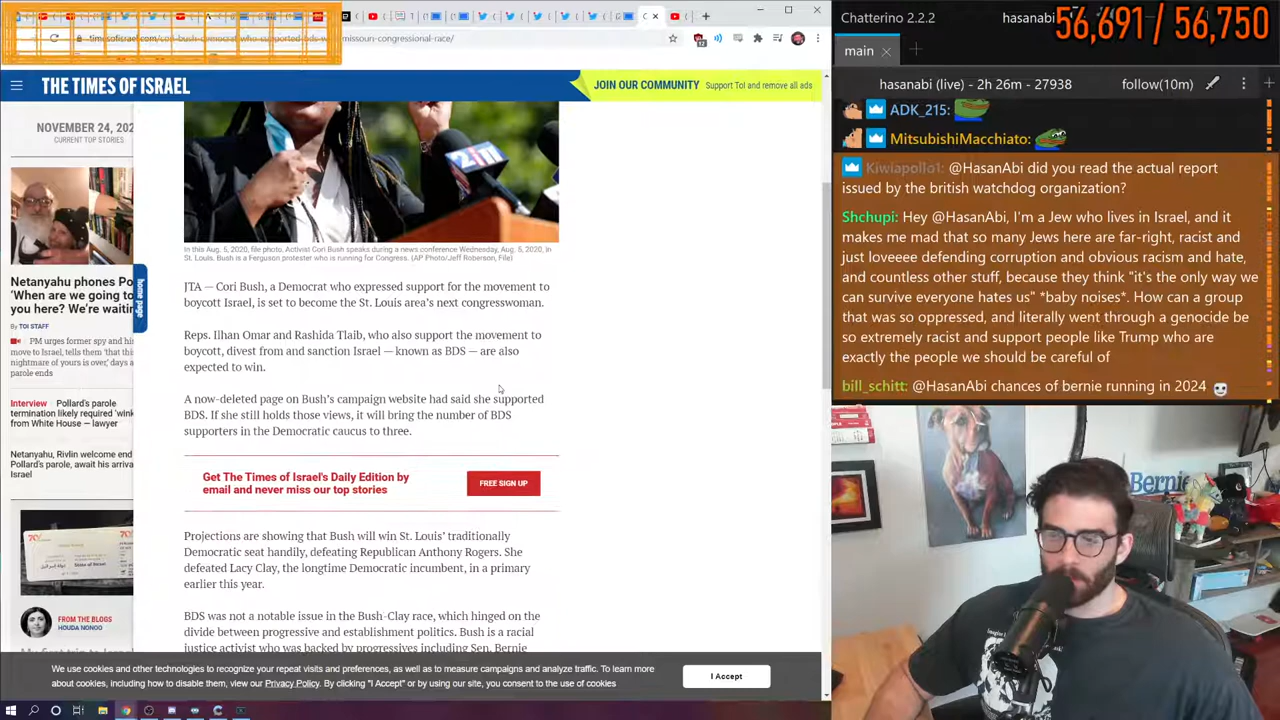 timesofisrael.com/cori-bush-democrat-who-supported-bds-
missouri-congressional-race/
12
THE TIMES OF ISRAEL
JOIN OUR COMMUNITY Support ToI and remove all ads
NOVEMBER 24, 202
CURRENT TOP STORIES
Netanyahu phones Po
'When are we going to
you here? We're waitin
By TOI STAFF
PM urges former spy and his
move to Israel, tells them 'that this
nightmare of yours is over,' days a
parole ends
Interview Pollard's parole
termination likely required 'wink
from White House — lawyer
Netanyahu, Rivlin welcome end
Pollard's parole, await his arriva
Israel
FROM THE BLOGS
HOUDA NONOO
home page
In this Aug. 5, 2020, file photo, Activist Cori Bush speaks during a news conference Wednesday, Aug. 5, 2020, in
St. Louis. Bush is a Ferguson protester who is running for Congress. (AP Photo/Jeff Roberson, File)
JTA — Cori Bush, a Democrat who expressed support for the movement to
boycott Israel, is set to become the St. Louis area's next congresswoman.
Reps. Ilhan Omar and Rashida Tlaib, who also support the movement to
boycott, divest from and sanction Israel — known as BDS — are also
expected to win.
A now-deleted page on Bush's campaign website had said she supported
BDS. If she still holds those views, it will bring the number of BDS
supporters in the Democratic caucus to three.
Get The Times of Israel's Daily Edition by
email and never miss our top stories
FREE SIGN UP
Projections are showing that Bush will win St. Louis' traditionally
Democratic seat handily, defeating Republican Anthony Rogers. She
defeated Lacy Clay, the longtime Democratic incumbent, in a primary
earlier this year.
BDS was not a notable issue in the Bush-Clay race, which hinged on the
divide between progressive and establishment politics. Bush is a racial
justice activist who was backed by progressives including Sen. Bernie
We use cookies and other technologies to recognize your repeat visits and preferences, as well as to measure campaigns and analyze traffic. To learn more
about cookies, including how to disable them, view our Privacy Policy. By clicking "I Accept" or by using our site, you consent to the use of cookies
I Accept
Chatterino 2.2.2
hasanabi
56,691 / 56,750
main
hasanabi (live) - 2h 26m - 27938
follow(10m)
ADK_215:
MitsubishiMacchiato:
Kiwiapollo1: @HasanAbi did you read the actual report
issued by the british watchdog organization?
Shchupi: Hey @HasanAbi, I'm a Jew who lives in Israel, and it
makes me mad that so many Jews here are far-right, racist and
just loveeee defending corruption and obvious racism and hate,
and countless other stuff, because they think "it's the only way we
can survive everyone hates us" *baby noises*. How can a group
that was so oppressed, and literally went through a genocide be
so extremely racist and support people like Trump who are
exactly the people we should be careful of
bill_schitt: @HasanAbi chances of bernie running in 2024
Bernie